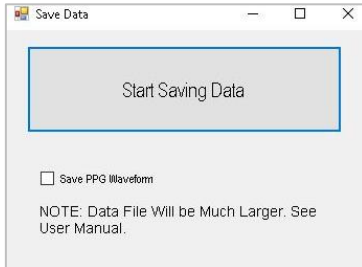 Save Data
Start Saving Data
Save PPG Waveform
NOTE: Data File Will be Much Larger. See
User Manual.